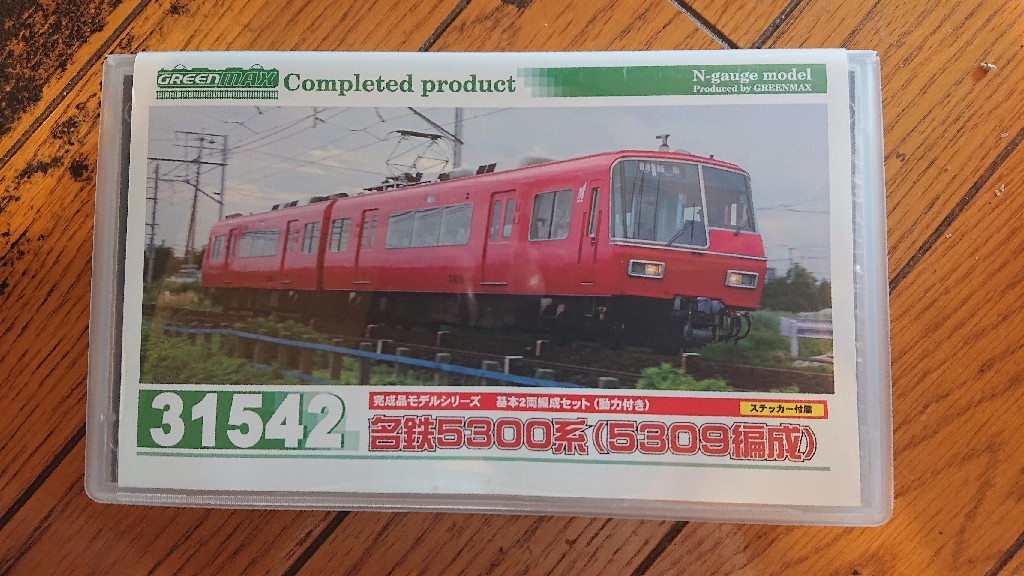 GREENMAX
Completed product
N-gauge model
Produced by GREENMAX
31542
完成品モデルシリーズ 基本2両編成セット(動力付き)
ステッカー付属
名鉄5300系(5309編成)